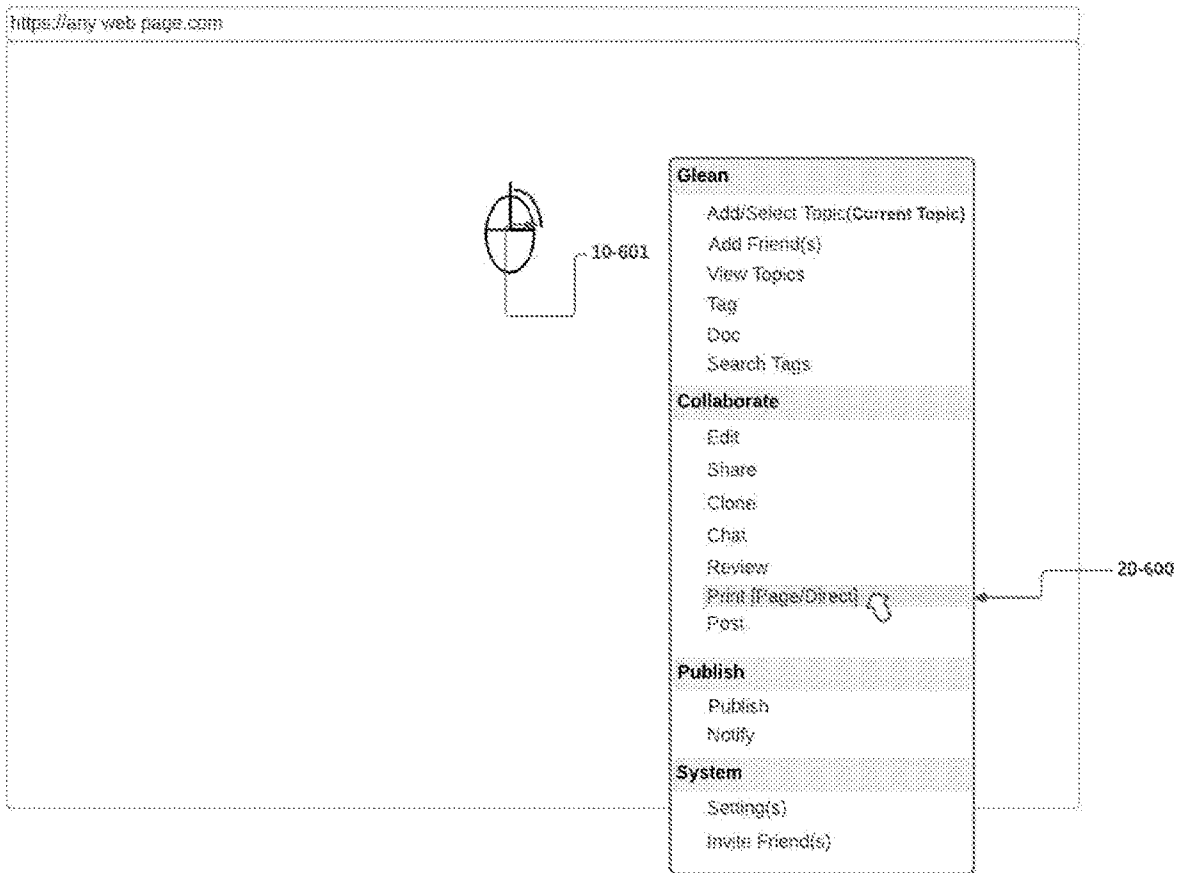 https://any web page.com
Glean
Add/Select Topic(Current Topic)
10-601
Add Friend(s)
View Topics
Tag
Doc
Search Tags
Collaborate
Edit
Share
Clone
Chat
Review
20-600
Print [Page/Direct]
Post
Publish
Publish
Notify
System
Setting(s)
Invite Friend(s)